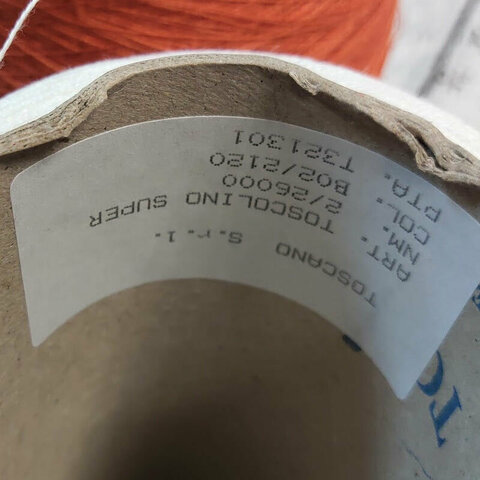 TOSCANO S.r.l.
ART. TOSCOLINO SUPER
NM. 2/26000
COL. B02/2120
PTA. T321301